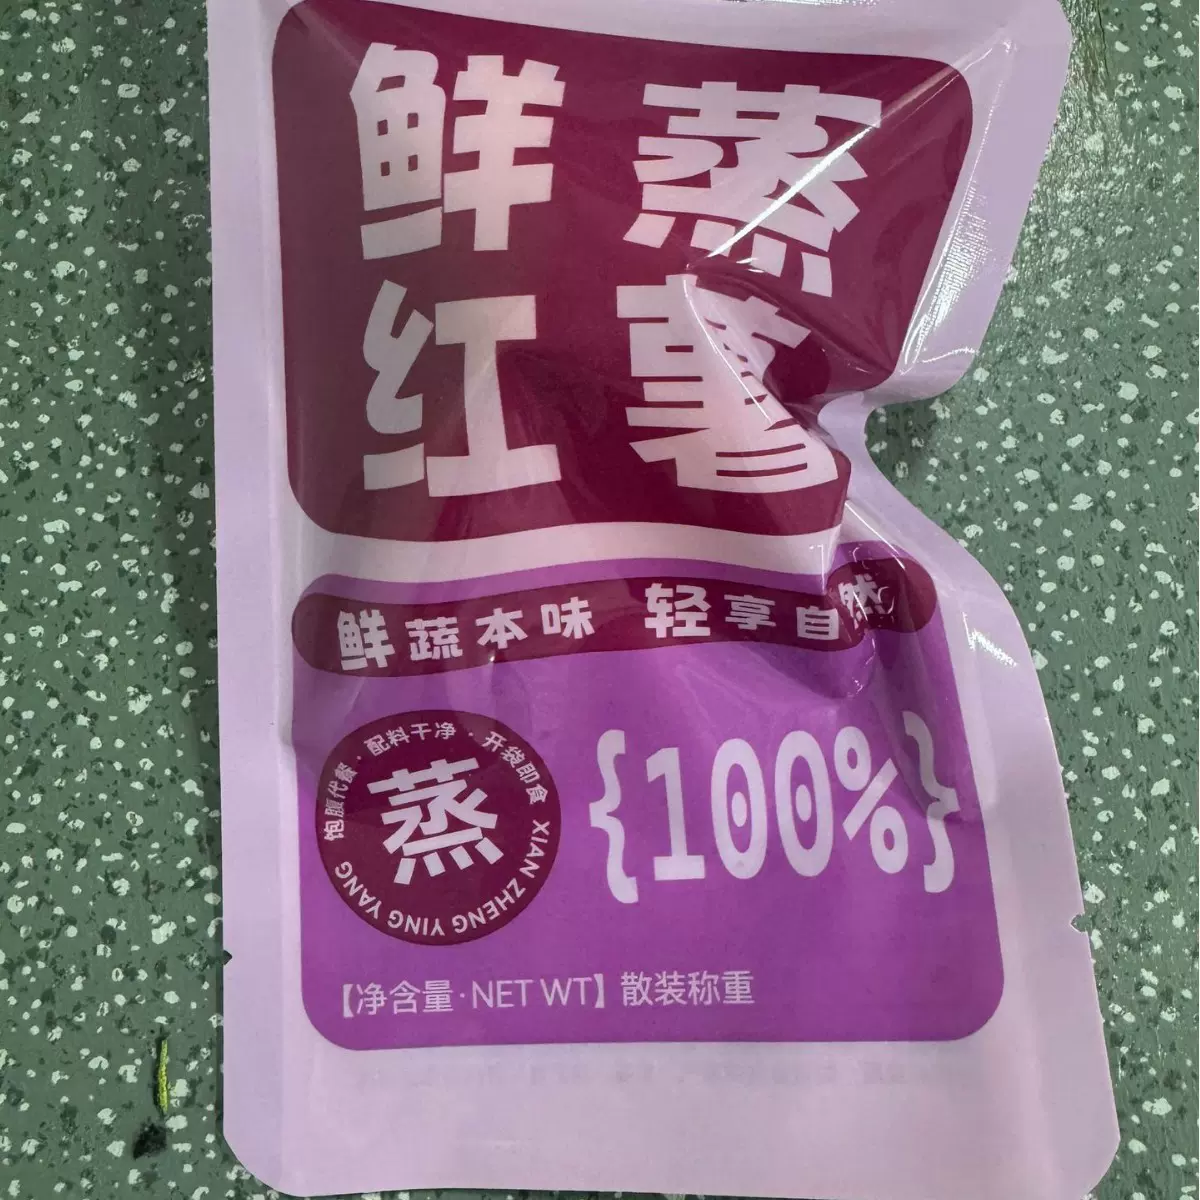 鲜蒸
红薯
鲜蔬本味 轻享自然
饱腹代餐·配料干净·开袋即食
蒸
XIAN ZHENG YING YANG
{100%}
【净含量·NET WT】散装称重